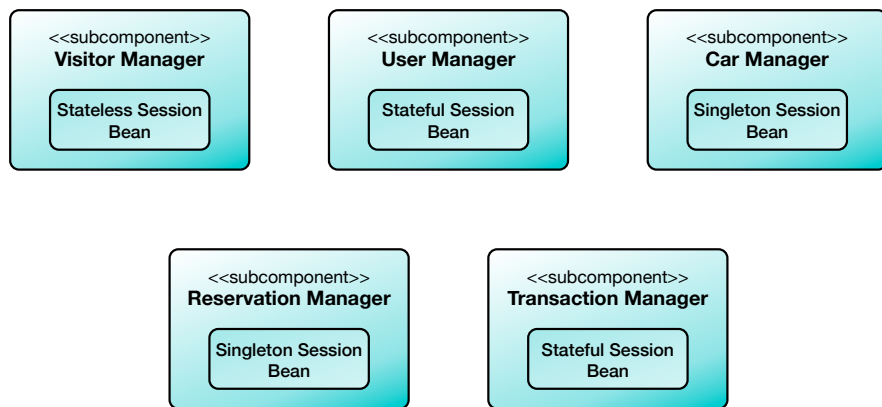 <<subcomponent>>
Visitor Manager
Stateless Session
Bean
<<subcomponent>>
User Manager
Stateful Session
Bean
<<subcomponent>>
Car Manager
Singleton Session
Bean
<<subcomponent>>
Reservation Manager
Singleton Session
Bean
<<subcomponent>>
Transaction Manager
Stateful Session
Bean